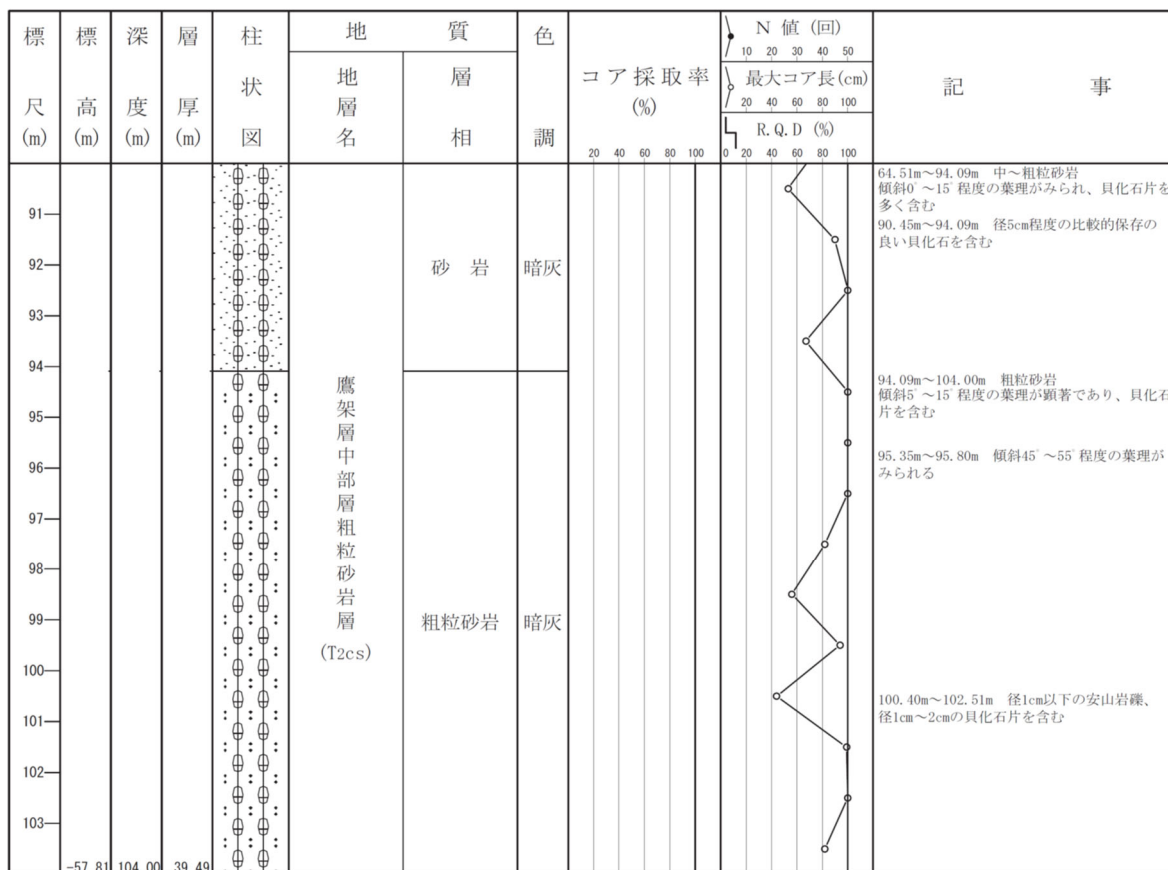 標尺(m)
標高(m)
深度(m)
層厚(m)
柱状図
地質
地層名
層相
色調
コア採取率
(%)
20 40 60 80 100
N 値 (回)
10 20 30 40 50
最大コア長(cm)
20 40 60 80 100
R.Q.D (%)
0 20 40 60 80 100
記事
91
92
93
94
95
96
97
98
99
100
101
102
103
-57.81 104.00 39.49
鷹架層中部層粗粒砂岩層
(T2cs)
砂岩
暗灰
粗粒砂岩
暗灰
64.51m～94.09m 中～粗粒砂岩
傾斜0°～15°程度の葉理がみられ、貝化石片を
多く含む
90.45m～94.09m 径5cm程度の比較的保存の
良い貝化石を含む
94.09m～104.00m 粗粒砂岩
傾斜5°～15°程度の葉理が顕著であり、貝化石
片を含む
95.35m～95.80m 傾斜45°～55°程度の葉理が
みられる
100.40m～102.51m 径1cm以下の安山岩礫、
径1cm～2cmの貝化石片を含む